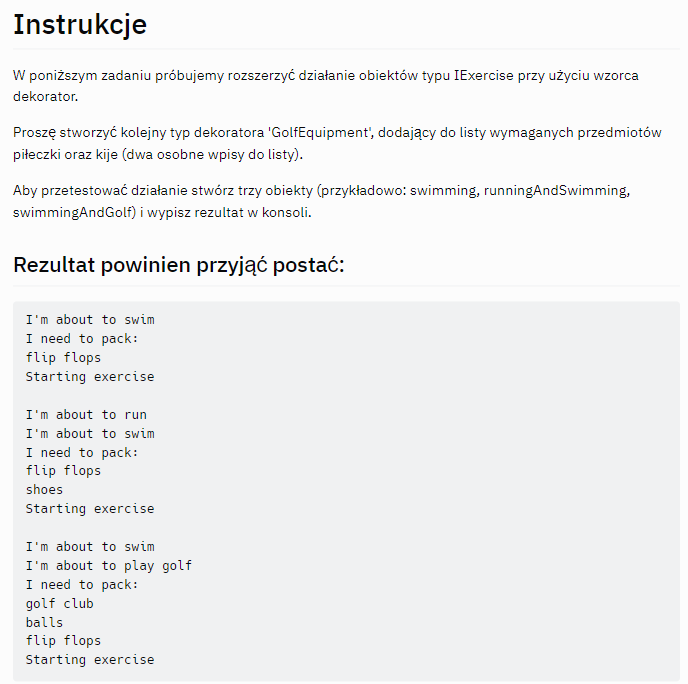 Instrukcje
W poniższym zadaniu próbujemy rozszerzyć działanie obiektów typu IExercise przy użyciu wzorca
dekorator.
Proszę stworzyć kolejny typ dekoratora 'GolfEquipment', dodający do listy wymaganych przedmiotów
piłeczki oraz kije (dwa osobne wpisy do listy).
Aby przetestować działanie stwórz trzy obiekty (przykładowo: swimming, runningAndSwimming,
swimmingAndGolf) i wypisz rezultat w konsoli.
Rezultat powinien przyjąć postać:
I'm about to swim
I need to pack:
flip flops
Starting exercise
I'm about to run
I'm about to swim
I need to pack:
flip flops
shoes
Starting exercise
I'm about to swim
I'm about to play golf
I need to pack:
golf club
balls
flip flops
Starting exercise